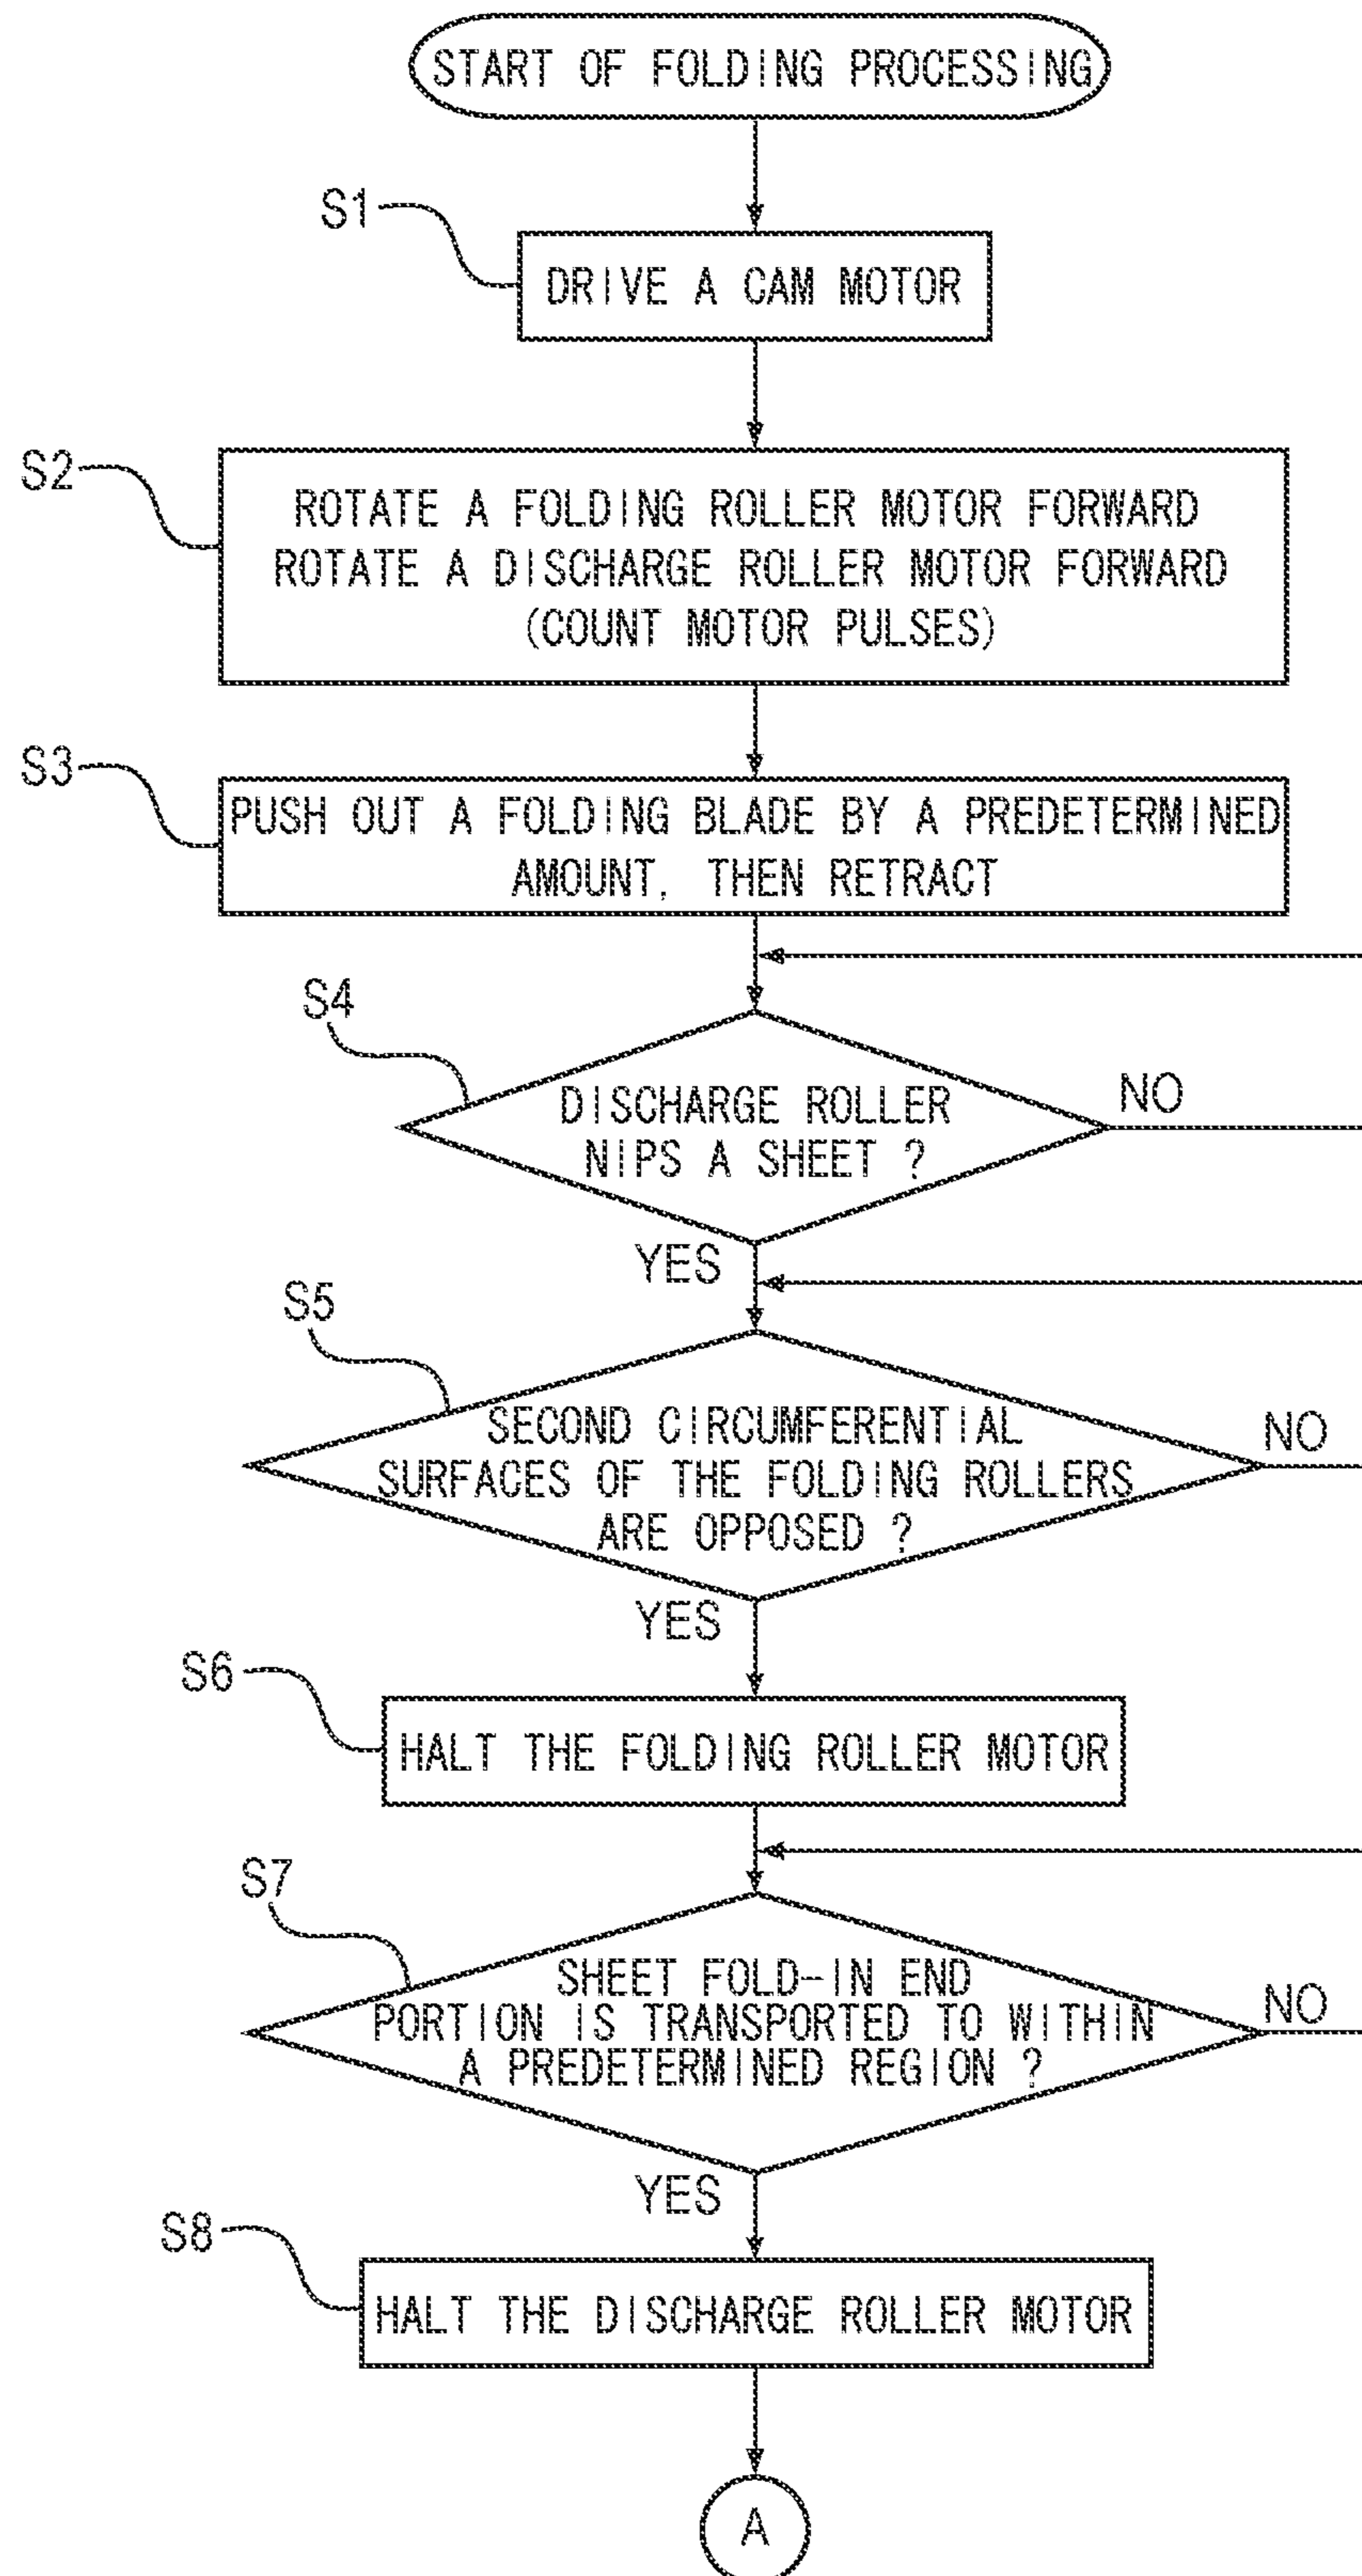 START OF FOLDING PROCESSING
S1
DRIVE A CAM MOTOR
S2
ROTATE A FOLDING ROLLER MOTOR FORWARD
ROTATE A DISCHARGE ROLLER MOTOR FORWARD
(COUNT MOTOR PULSES)
S3
PUSH OUT A FOLDING BLADE BY A PREDETERMINED
AMOUNT, THEN RETRACT
S4
DISCHARGE ROLLER
NIPS A SHEET ?
NO
YES
S5
SECOND CIRCUMFERENTIAL
SURFACES OF THE FOLDING ROLLERS
ARE OPPOSED ?
NO
YES
S6
HALT THE FOLDING ROLLER MOTOR
S7
SHEET FOLD-IN END
PORTION IS TRANSPORTED TO WITHIN
A PREDETERMINED REGION ?
NO
YES
S8
HALT THE DISCHARGE ROLLER MOTOR
A